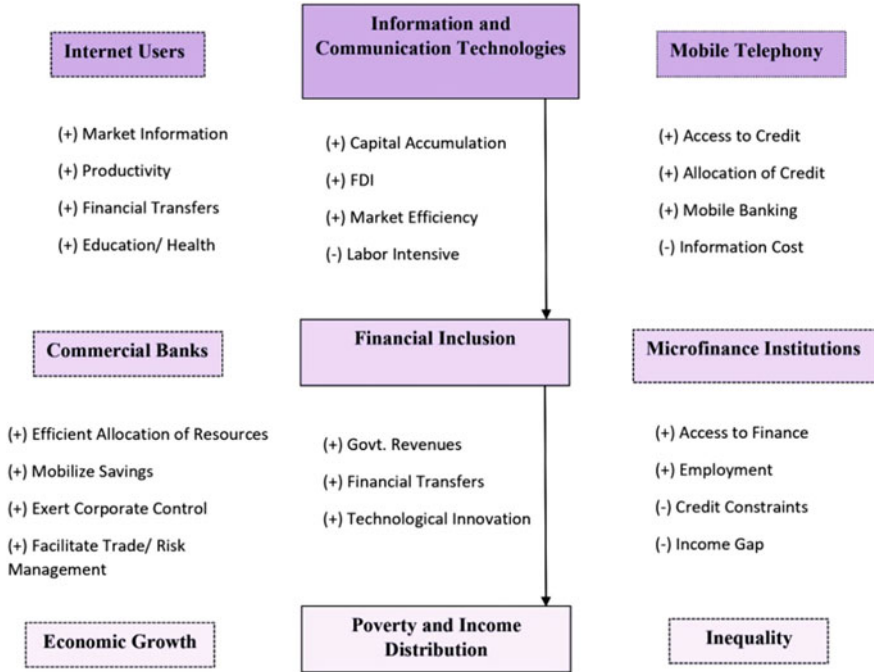 Internet Users
Information and
Communication Technologies
Mobile Telephony
(+) Market Information
(+) Productivity
(+) Financial Transfers
(+) Education/ Health
(+) Capital Accumulation
(+) FDI
(+) Market Efficiency
(-) Labor Intensive
(+) Access to Credit
(+) Allocation of Credit
(+) Mobile Banking
(-) Information Cost
Commercial Banks
Financial Inclusion
Microfinance Institutions
(+) Efficient Allocation of Resources
(+) Mobilize Savings
(+) Exert Corporate Control
(+) Facilitate Trade/ Risk
Management
(+) Govt. Revenues
(+) Financial Transfers
(+) Technological Innovation
(+) Access to Finance
(+) Employment
(-) Credit Constraints
(-) Income Gap
Economic Growth
Poverty and Income
Distribution
Inequality